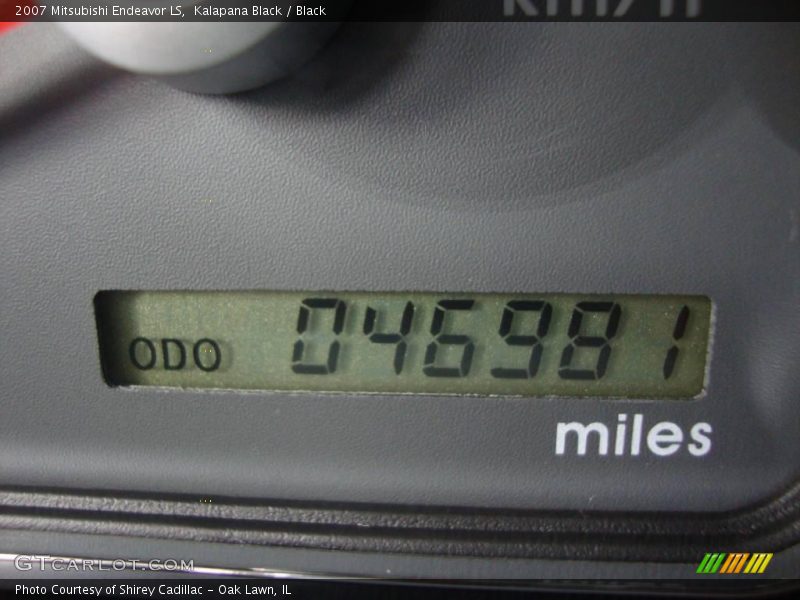 2007 Mitsubishi Endeavor LS, Kalapana Black / Black
km/h
ODO 046981
miles
GTCARLOT.COM
Photo Courtesy of Shirey Cadillac - Oak Lawn, IL